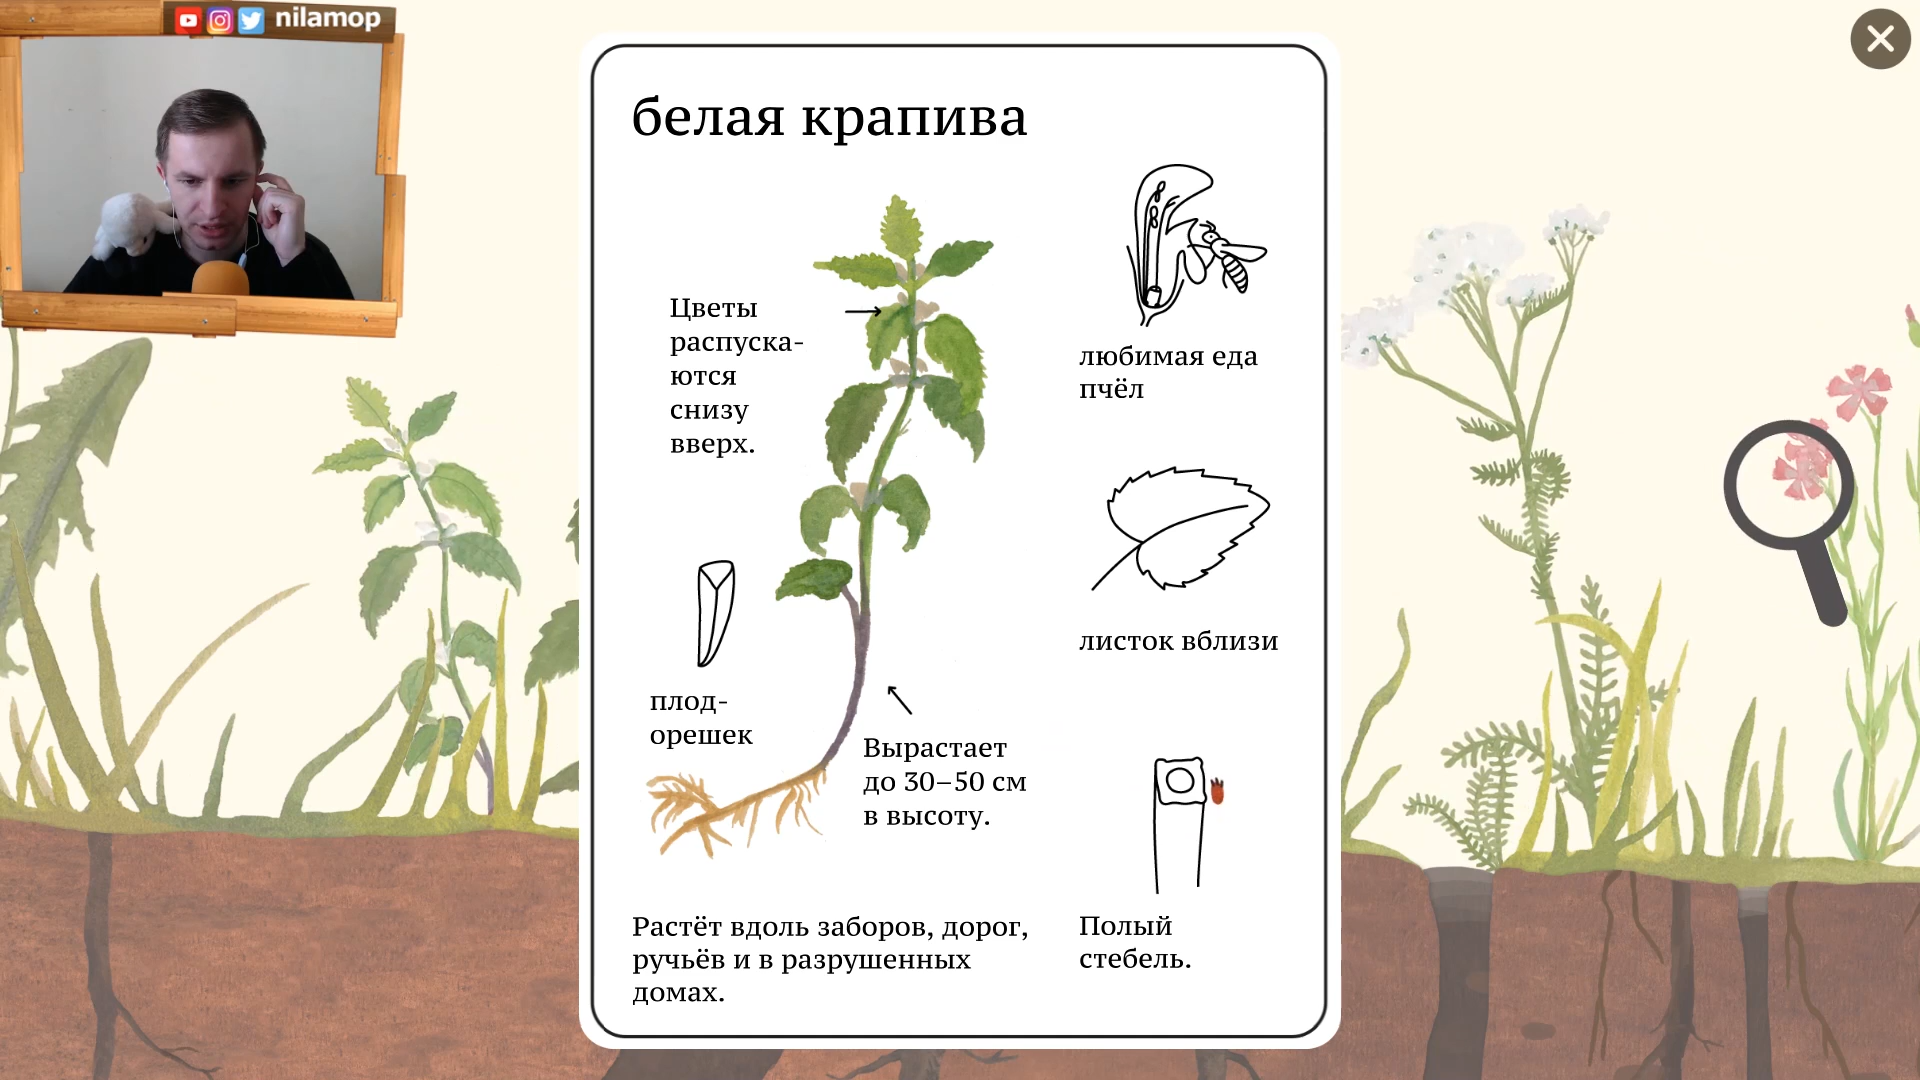 nilamop
белая крапива
Цветы
распуска-
ются
снизу
вверх.
любимая еда
пчёл
листок вблизи
плод-
орешек
Вырастает
до 30–50 см
в высоту.
Растёт вдоль заборов, дорог,
ручьёв и в разрушенных
домах.
Полый
стебель.